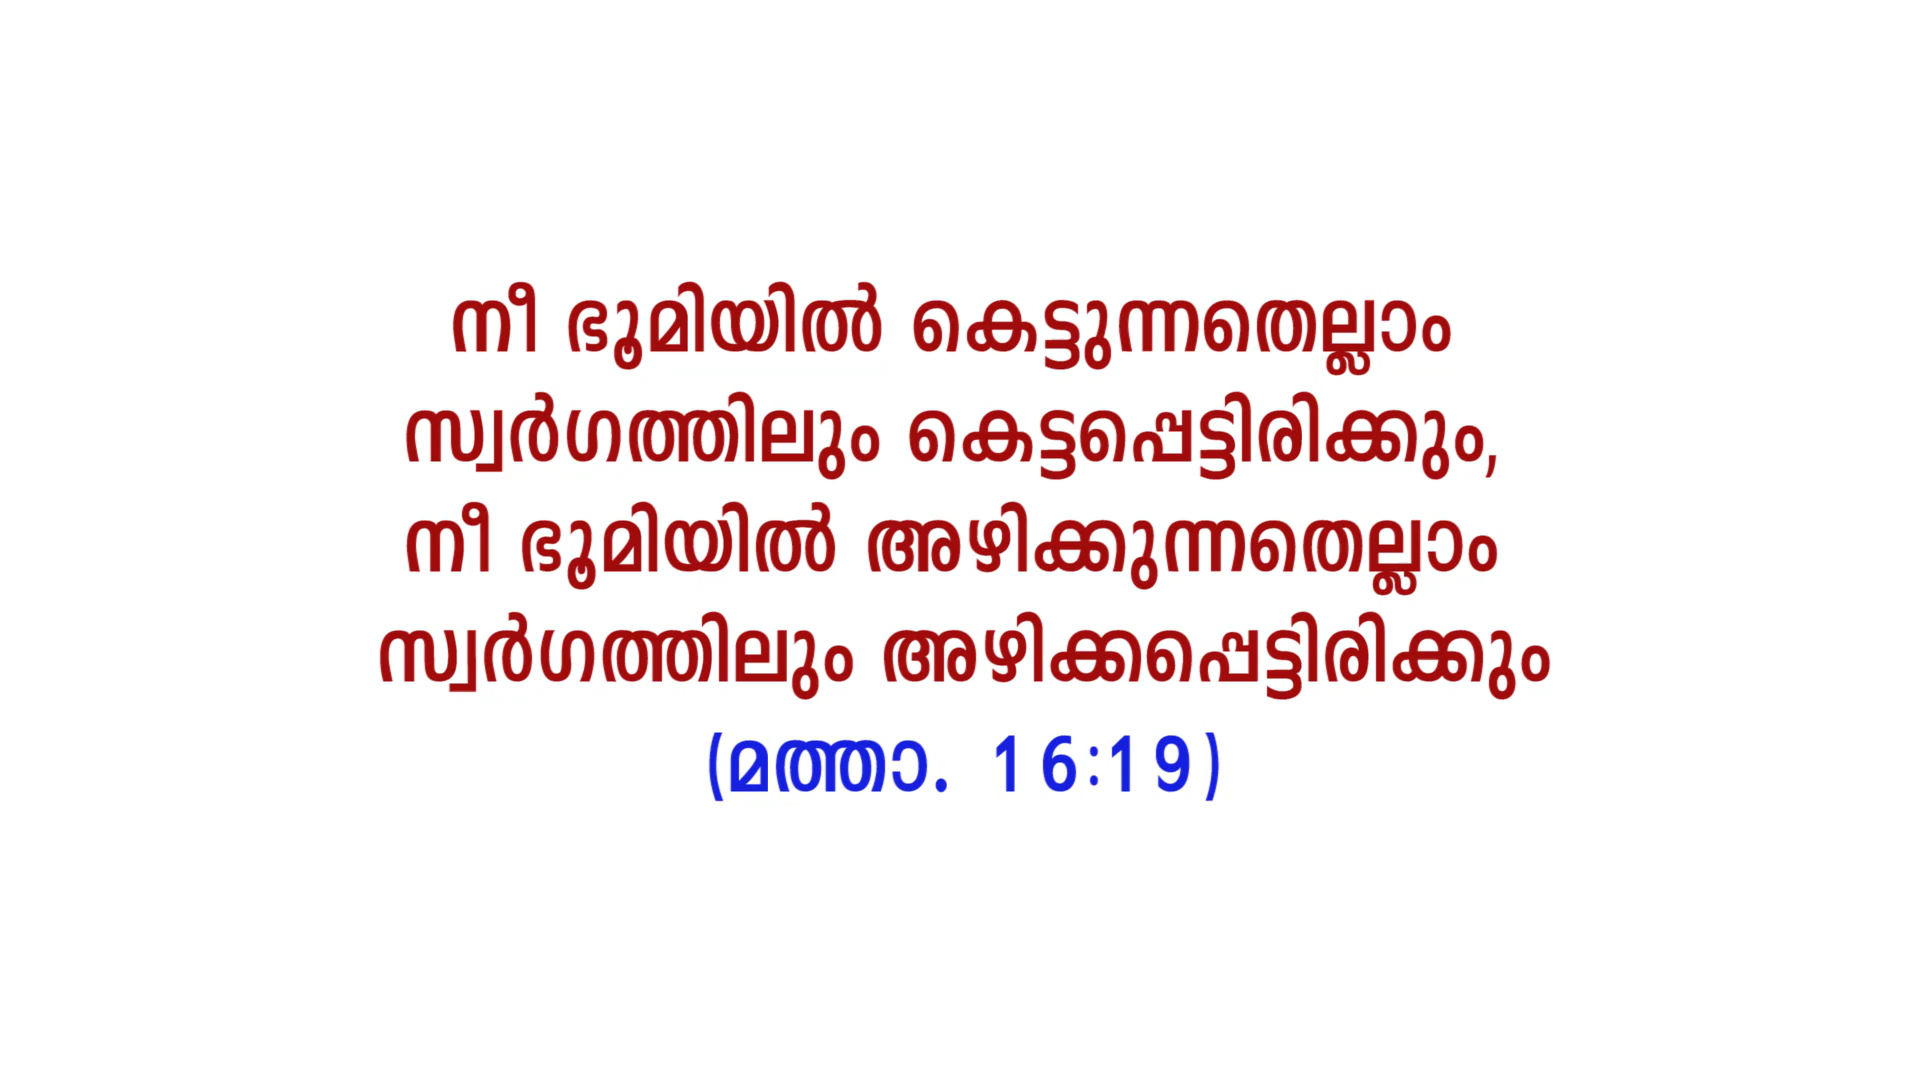 നീ ഭൂമിയിൽ കെട്ടുന്നതെല്ലാം
സ്വർഗത്തിലും കെട്ടപ്പെട്ടിരിക്കും,
നീ ഭൂമിയിൽ അഴിക്കുന്നതെല്ലാം
സ്വർഗത്തിലും അഴിക്കപ്പെട്ടിരിക്കും
(മത്താ. 16:19)